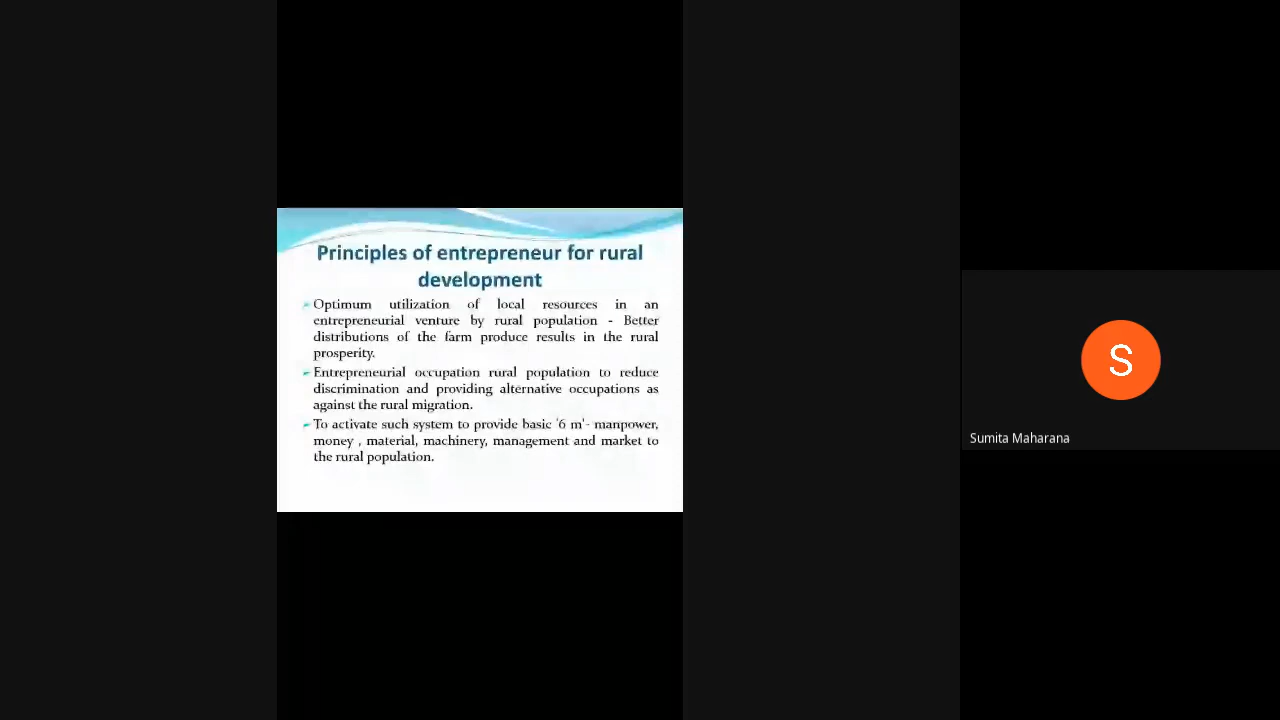 Principles of entrepreneur for rural
development
Optimum utilization of local resources in an
entrepreneurial venture by rural population - Better
distributions of the farm produce results in the rural
prosperity.
Entrepreneurial occupation rural population to reduce
discrimination and providing alternative occupations as
against the rural migration.
To activate such system to provide basic '6 m'- manpower,
money , material, machinery, management and market to
the rural population.
S
Sumita Maharana